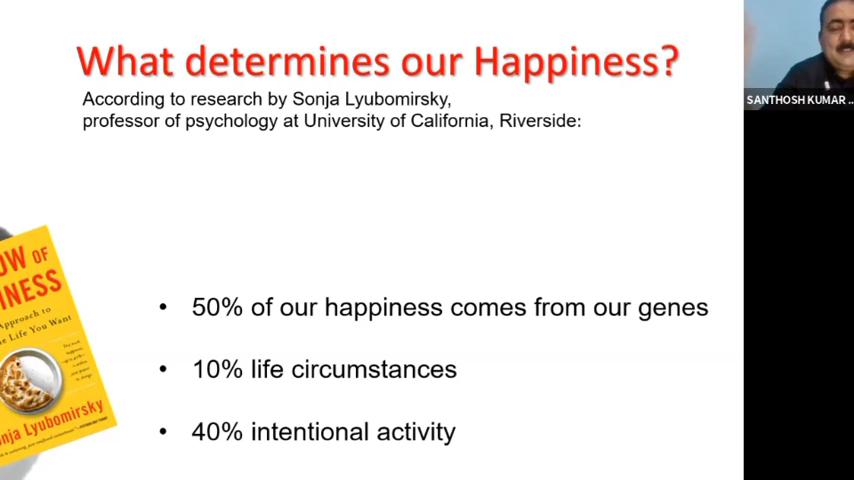 What determines our Happiness?
According to research by Sonja Lyubomirsky,
professor of psychology at University of California, Riverside:
SANTHOSH KUMAR ..
OW OF
INESS
Approach to
e Life You Want
onja Lyubomirsky
• 50% of our happiness comes from our genes
• 10% life circumstances
• 40% intentional activity